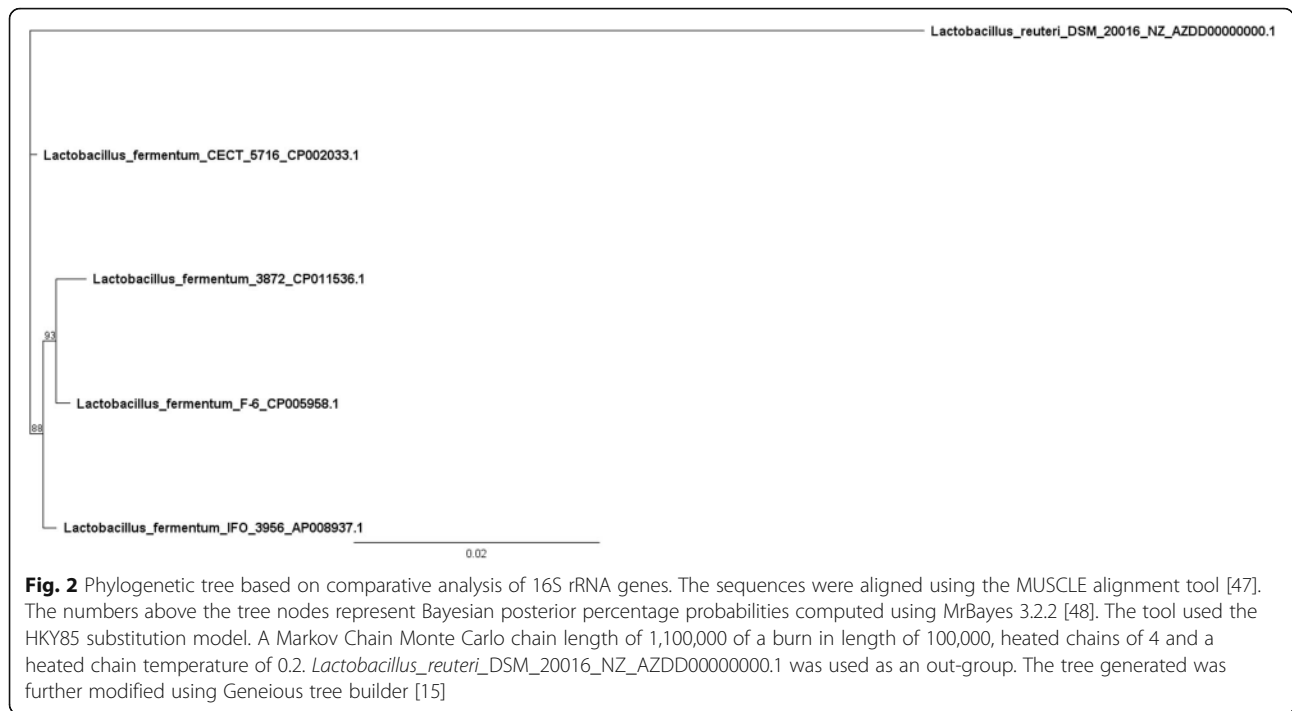 Lactobacillus_reuteri_DSM_20016_NZ_AZDD00000000.1
Lactobacillus_fermentum_CECT_5716_CP002033.1
Lactobacillus_fermentum_3872_CP011536.1
93
Lactobacillus_fermentum_F-6_CP005958.1
88
Lactobacillus_fermentum_IFO_3956_AP008937.1
0.02
Fig. 2 Phylogenetic tree based on comparative analysis of 16S rRNA genes. The sequences were aligned using the MUSCLE alignment tool [47].
The numbers above the tree nodes represent Bayesian posterior percentage probabilities computed using MrBayes 3.2.2 [48]. The tool used the
HKY85 substitution model. A Markov Chain Monte Carlo chain length of 1,100,000 of a burn in length of 100,000, heated chains of 4 and a
heated chain temperature of 0.2. Lactobacillus_reuteri_DSM_20016_NZ_AZDD00000000.1 was used as an out-group. The tree generated was
further modified using Geneious tree builder [15]